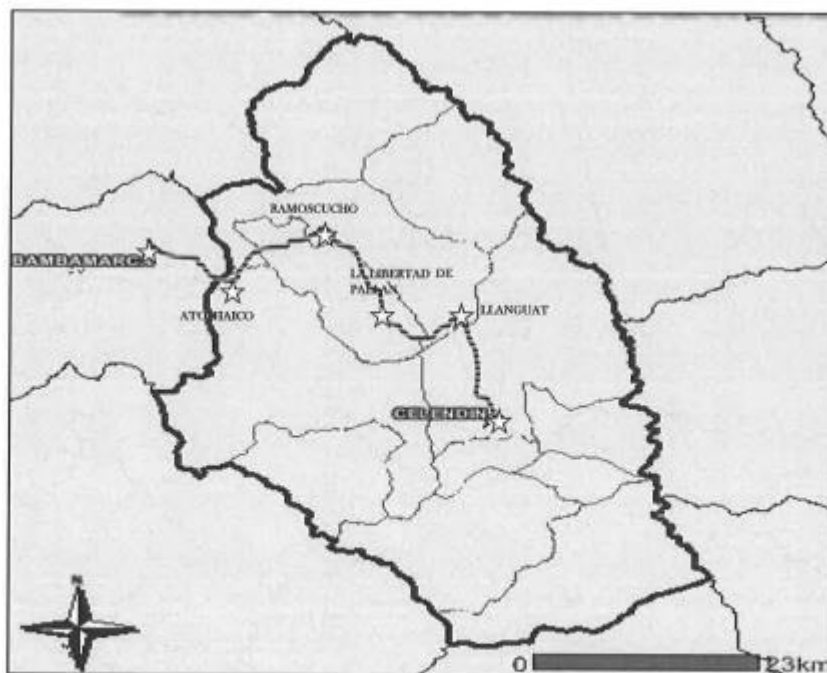 RAMOSCUCHO
BAMBAMARCA
LA LIBERTAD DE
PALLAN
ATOSHAICO
LLANGUAT
CELENDIN
N
0 23km